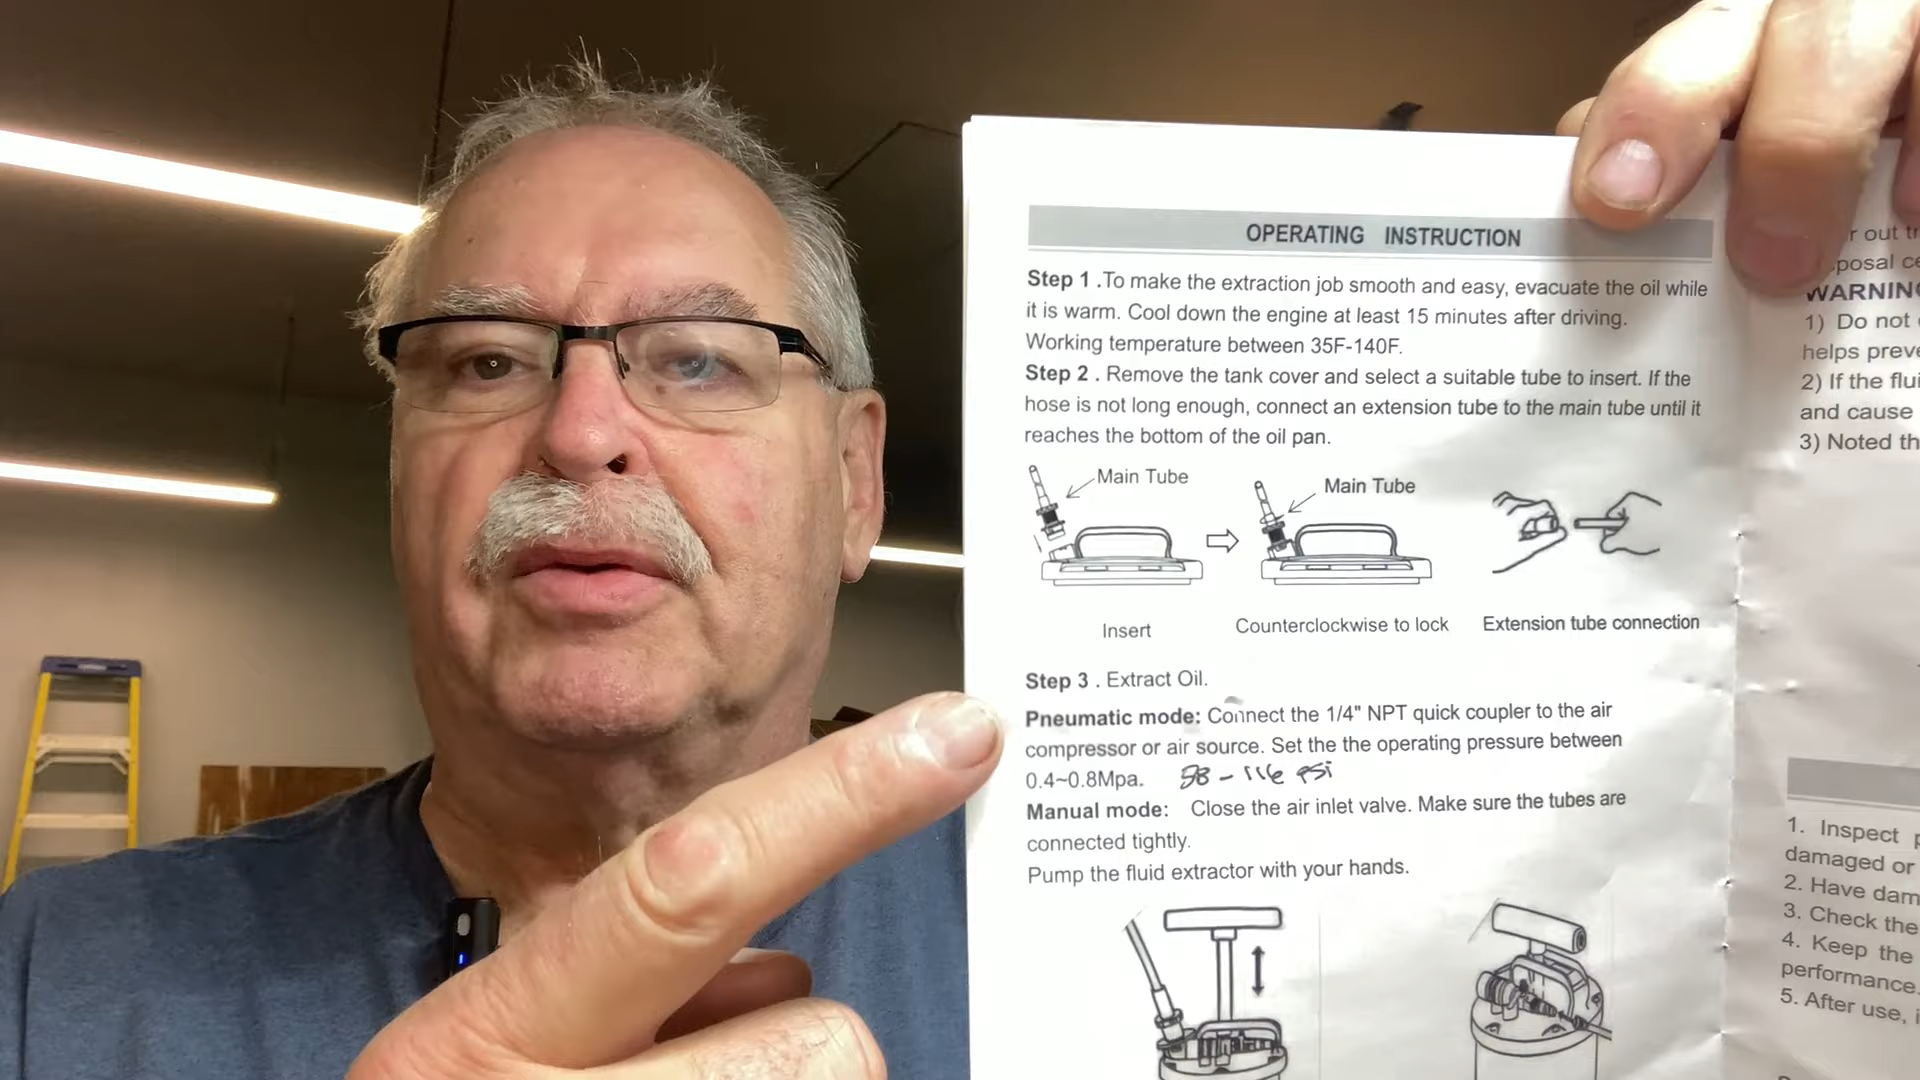 OPERATING INSTRUCTION
Step 1 .To make the extraction job smooth and easy, evacuate the oil while
it is warm. Cool down the engine at least 15 minutes after driving.
Working temperature between 35F-140F.
Step 2 . Remove the tank cover and select a suitable tube to insert. If the
hose is not long enough, connect an extension tube to the main tube until it
reaches the bottom of the oil pan.
Main Tube
Main Tube
Insert
Counterclockwise to lock
Extension tube connection
Step 3 . Extract Oil.
Pneumatic mode: Connect the 1/4" NPT quick coupler to the air
compressor or air source. Set the the operating pressure between
0.4~0.8Mpa. 58 - 116 PSi
Manual mode: Close the air inlet valve. Make sure the tubes are
connected tightly.
Pump the fluid extractor with your hands.
out
1) Do not
helps
2) If the
and cause
3) Noted
1. Inspect
damaged or
2. Have
3. Check the
4. Keep the
performance.
5. After use,